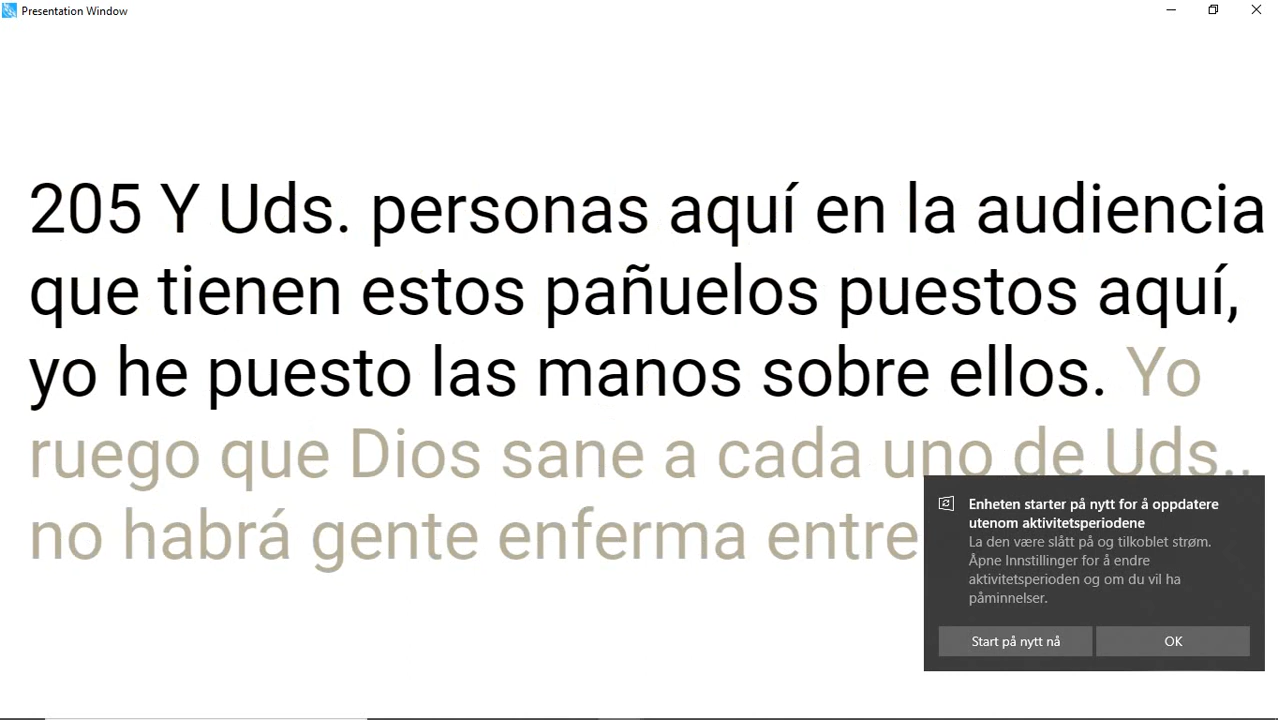 Presentation Window
205 Y Uds. personas aquí en la audiencia
que tienen estos pañuelos puestos aquí,
yo he puesto las manos sobre ellos. Yo
ruego que Dios sane a cada uno de Uds..
no habrá gente enferma entre
Enheten starter på nytt for å oppdatere
utenom aktivitetsperiodene
La den være slått på og tilkoblet strøm.
Åpne Innstillinger for å endre
aktivitetsperioden og om du vil ha
påminnelser.
Start på nytt nå
OK